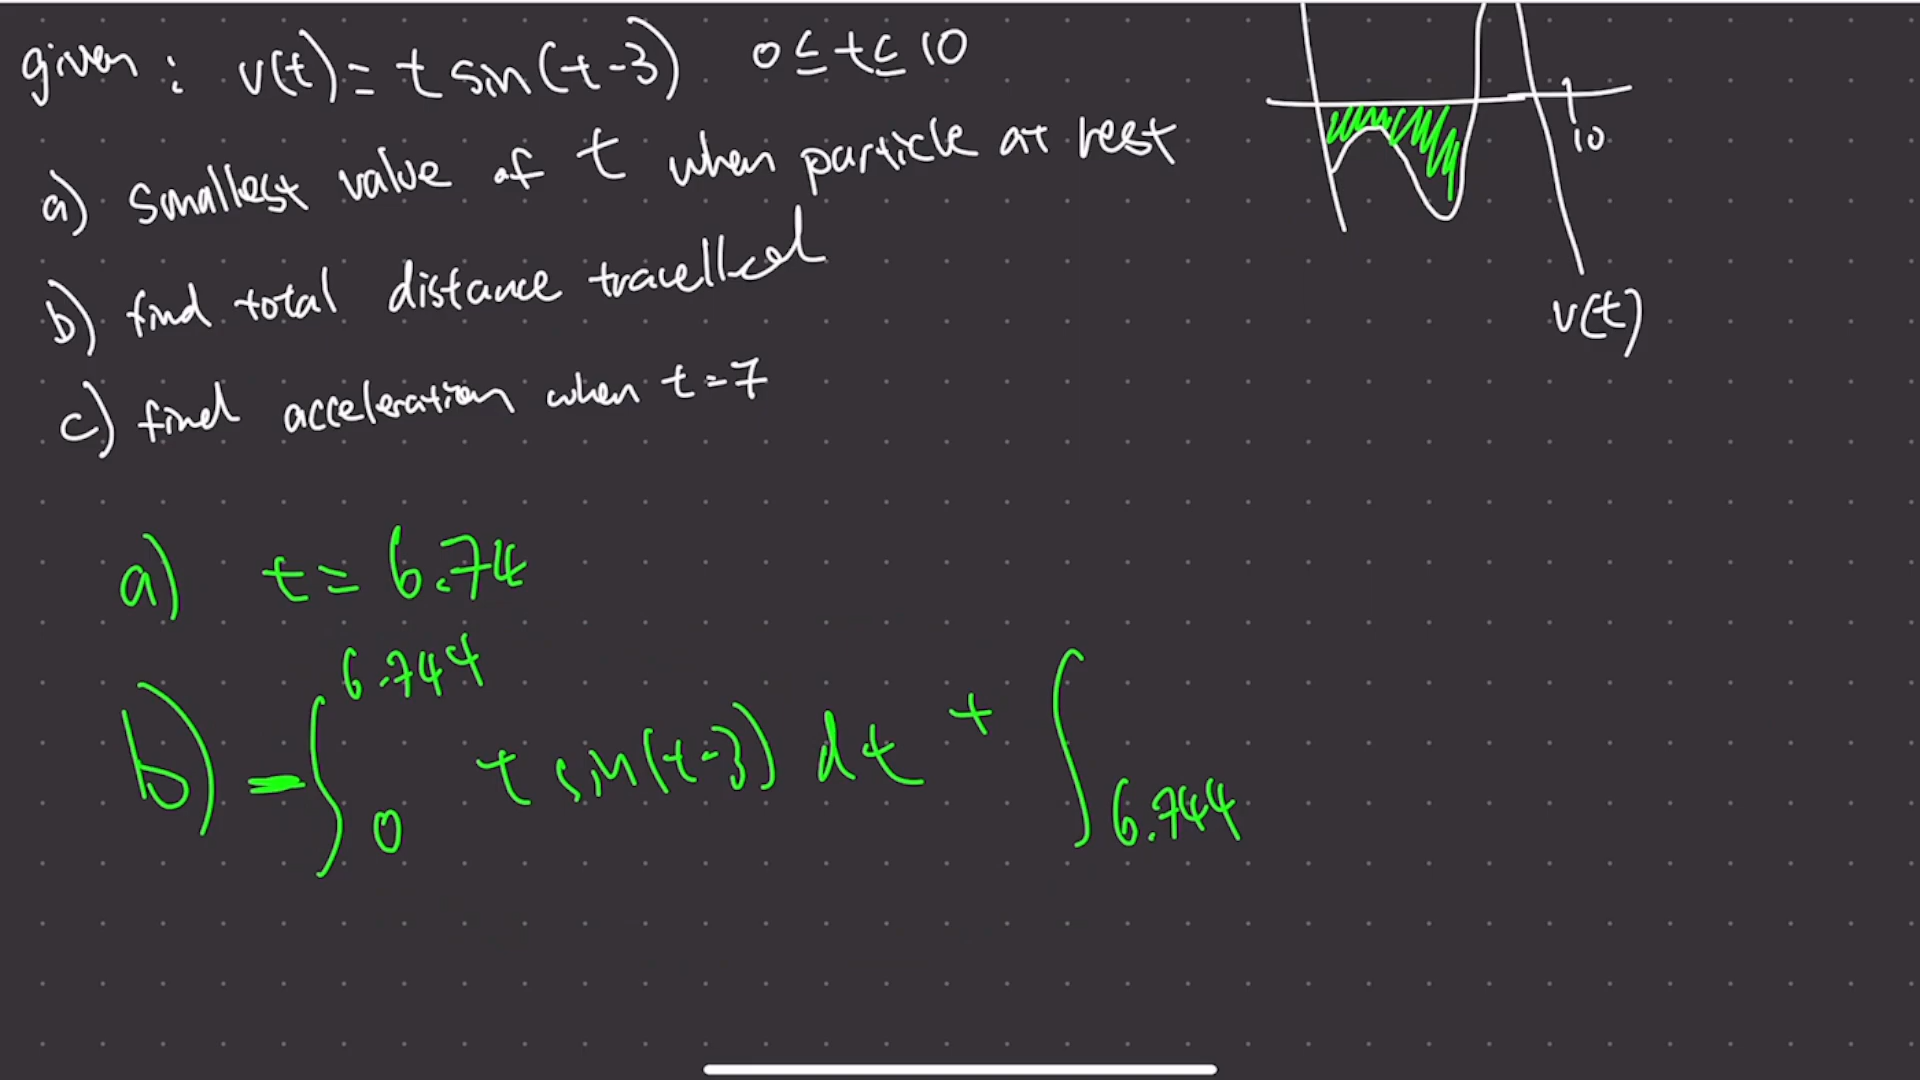 given : v(t) = t sin(t-3) 0 ≤ t ≤ 10
a) smallest value of t when particle at rest
b) find total distance travelled
c) find acceleration when t=7
10
v(t)
a) t = 6.74
b) -∫₀^6.744 t sin(t-3) dt + ∫_6.744